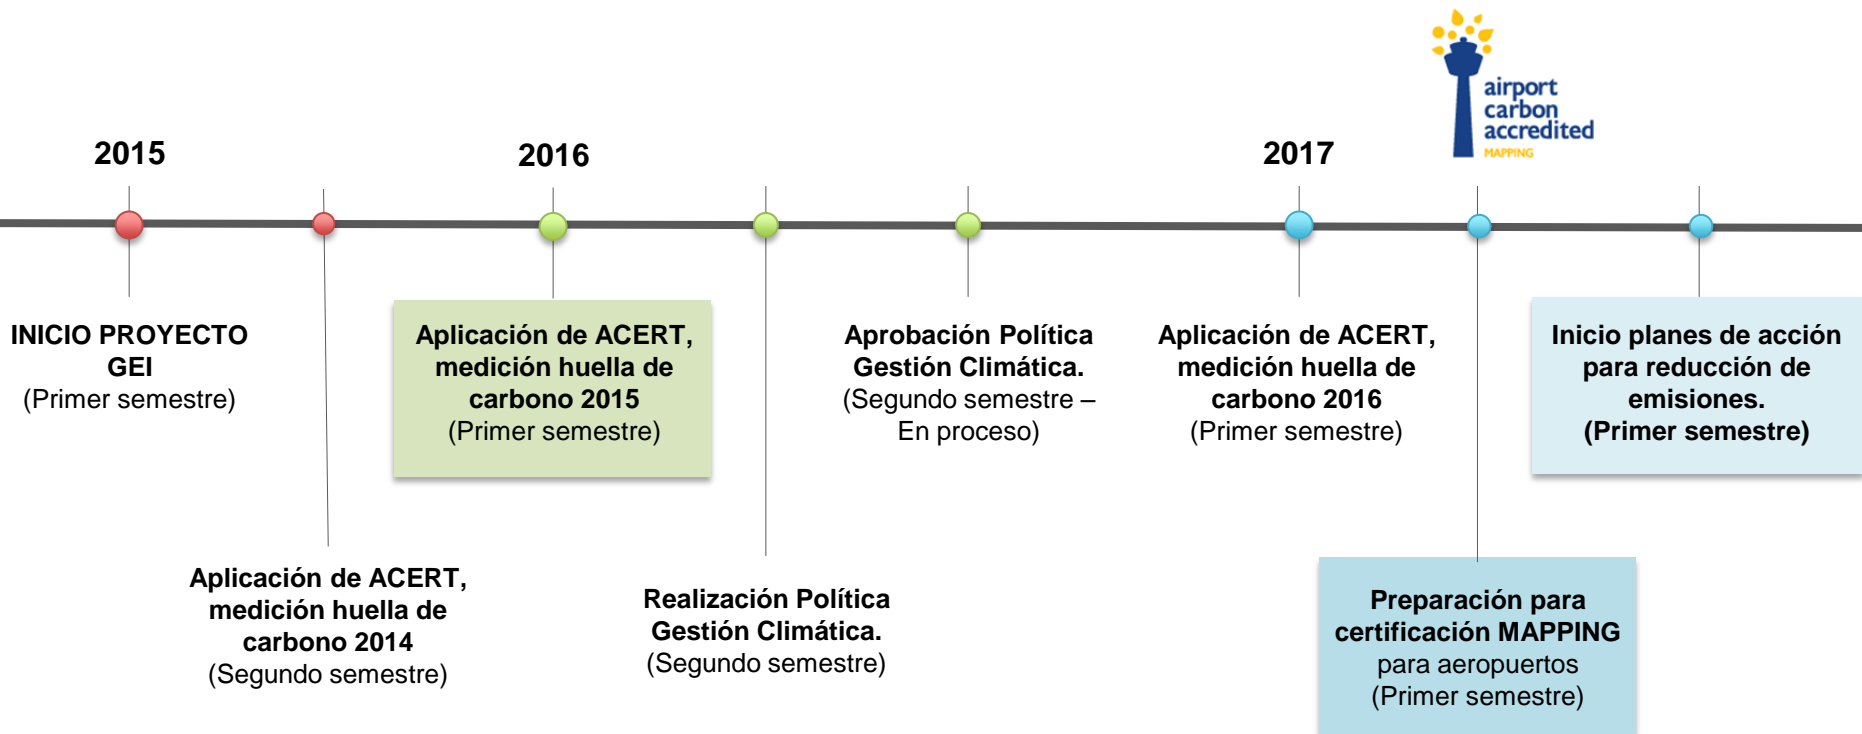 airport
carbon
accredited
MAPPING
2015
2016
2017
INICIO PROYECTO
GEI
(Primer semestre)
Aplicación de ACERT,
medición huella de
carbono 2014
(Segundo semestre)
Aplicación de ACERT,
medición huella de
carbono 2015
(Primer semestre)
Realización Política
Gestión Climática.
(Segundo semestre)
Aprobación Política
Gestión Climática.
(Segundo semestre –
En proceso)
Aplicación de ACERT,
medición huella de
carbono 2016
(Primer semestre)
Preparación para
certificación MAPPING
para aeropuertos
(Primer semestre)
Inicio planes de acción
para reducción de
emisiones.
(Primer semestre)